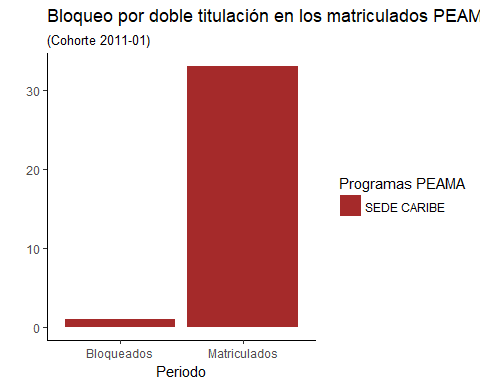 Bloqueo por doble titulación en los matriculados PEAM
(Cohorte 2011-01)
30
20
10
0
Bloqueados Matriculados
Periodo
Programas PEAMA
SEDE CARIBE